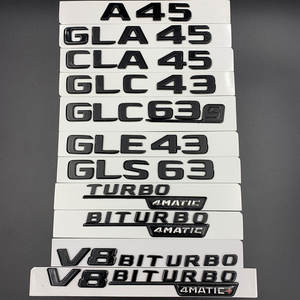 A 45
GLA 45
CLA 45
GLC 43
GLC 63 S
GLE 43
GLS 63
TURBO
4MATIC
BITURBO
4MATIC
V8 BITURBO
V8 BITURBO
4MATIC+